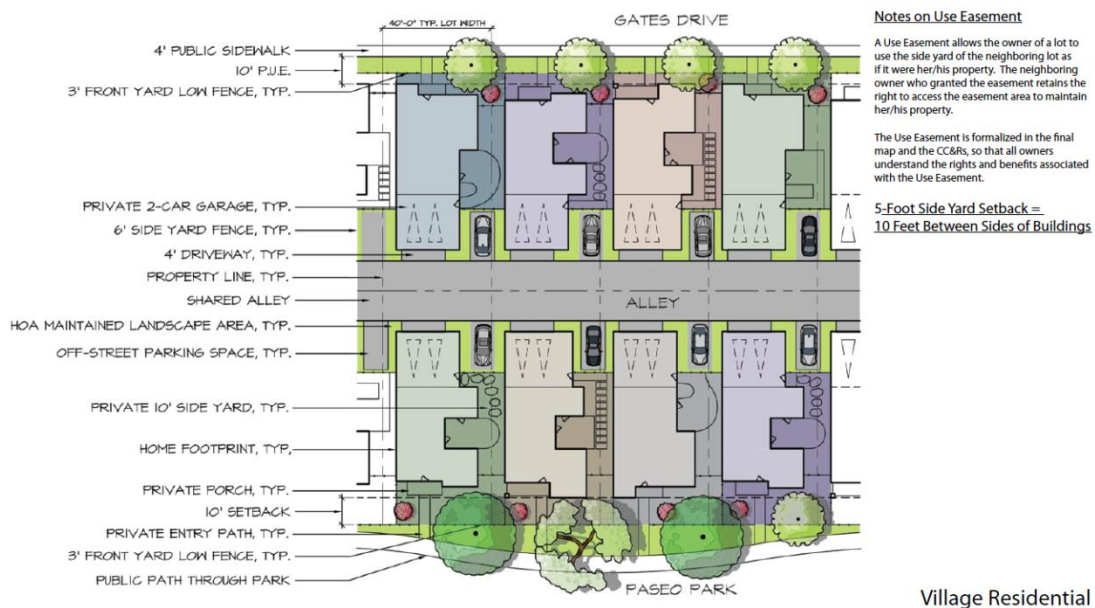 40'-0" TYP. LOT WIDTH
GATES DRIVE
4' PUBLIC SIDEWALK
10' P.U.E.
3' FRONT YARD LOW FENCE, TYP.
PRIVATE 2-CAR GARAGE, TYP.
6' SIDE YARD FENCE, TYP.
4' DRIVEWAY, TYP.
PROPERTY LINE, TYP.
SHARED ALLEY
ALLEY
HOA MAINTAINED LANDSCAPE AREA, TYP.
OFF-STREET PARKING SPACE, TYP.
PRIVATE 10' SIDE YARD, TYP.
HOME FOOTPRINT, TYP.
PRIVATE PORCH, TYP.
10' SETBACK
PRIVATE ENTRY PATH, TYP.
3' FRONT YARD LOW FENCE, TYP.
PUBLIC PATH THROUGH PARK
PASEO PARK
Notes on Use Easement
A Use Easement allows the owner of a lot to
use the side yard of the neighboring lot as
if it were her/his property. The neighboring
owner who granted the easement retains the
right to access the easement area to maintain
her/his property.
The Use Easement is formalized in the final
map and the CC&Rs, so that all owners
understand the rights and benefits associated
with the Use Easement.
5-Foot Side Yard Setback =
10 Feet Between Sides of Buildings
Village Residential